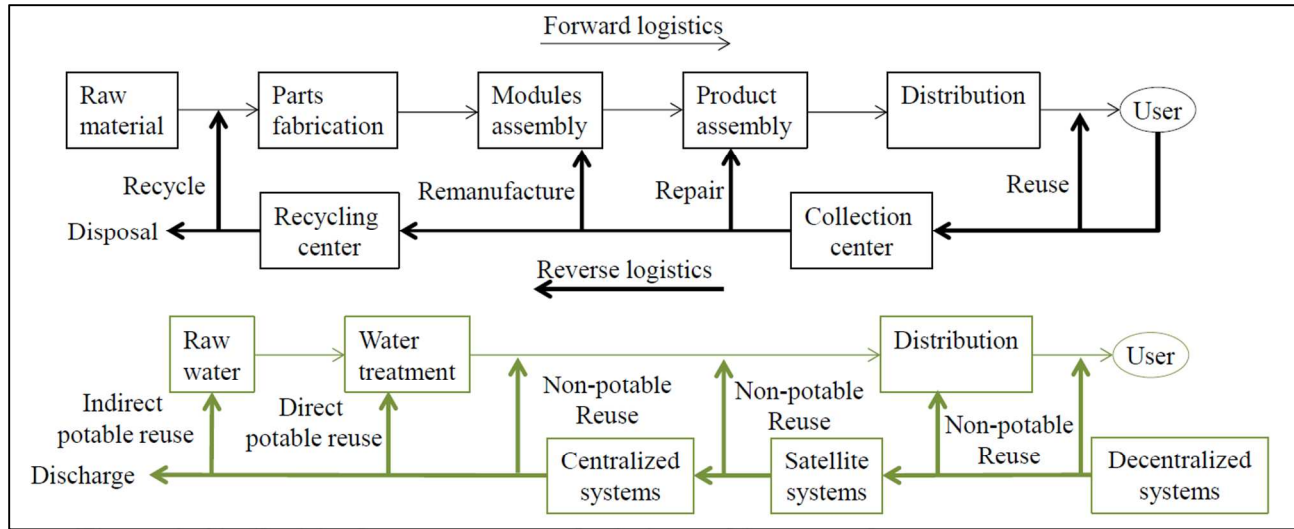 Forward logistics
Raw
material
Parts
fabrication
Modules
assembly
Product
assembly
Distribution
User
Recycle
Remanufacture
Repair
Reuse
Disposal
Recycling
center
Collection
center
Reverse logistics
Raw
water
Water
treatment
Distribution
User
Indirect
potable reuse
Direct
potable reuse
Non-potable
Reuse
Non-potable
Reuse
Non-potable
Reuse
Discharge
Centralized
systems
Satellite
systems
Decentralized
systems